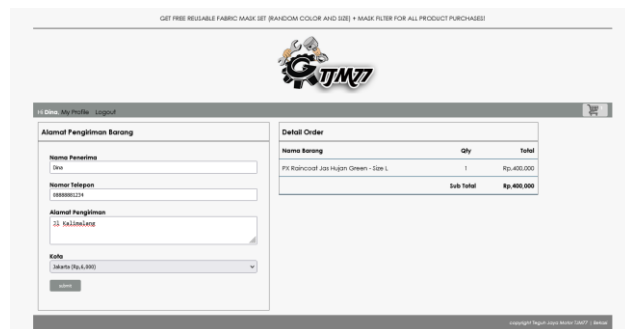 GET FREE REUSABLE FABRIC MASK SET (RANDOM COLOR AND SIZE) + MASK FILTER FOR ALL PRODUCT PURCHASES!
TJM77
Hi Dina, My Profile Logout
Alamat Pengiriman Barang
Nama Penerima
Dina
Nomor Telepon
Alamat Pengiriman
Jl Kalimalang
Kota
Jakarta (Rp,6,000)
submit
Detail Order
Nama Barang Qty Total
PX Raincoat Jas Hujan Green - Size L 1 Rp,400,000
Sub Total Rp,400,000
copyright Teguh Jaya Motor TJM77 | Bekasi